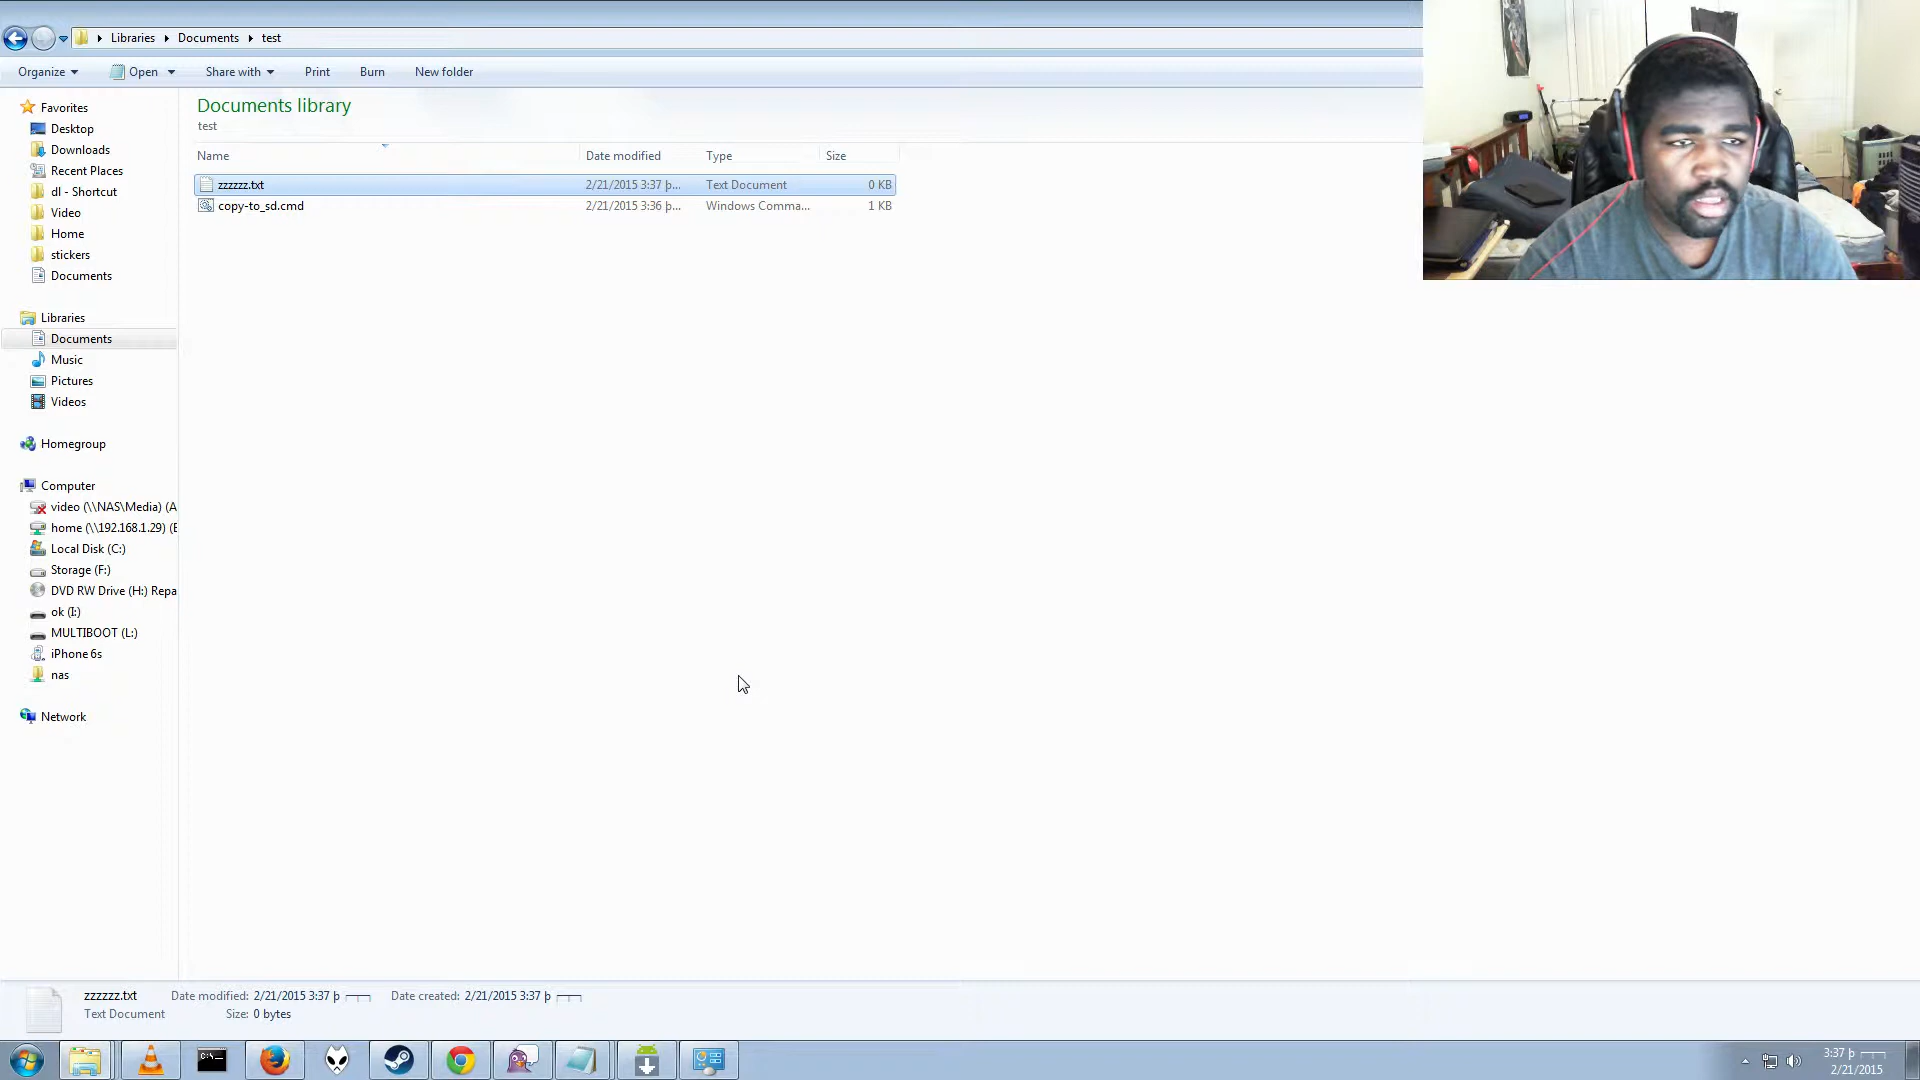 Libraries Documents test
Organize Open Share with Print Burn New folder
Documents library
test
Name Date modified Type Size
zzzzzz.txt 2/21/2015 3:37 þ... Text Document 0 KB
copy-to_sd.cmd 2/21/2015 3:36 þ... Windows Comma... 1 KB
Favorites
Desktop
Downloads
Recent Places
dl - Shortcut
Video
Home
stickers
Documents
Libraries
Documents
Music
Pictures
Videos
Homegroup
Computer
video (\\NAS\Media) (A
home (\\192.168.1.29) (E
Local Disk (C:)
Storage (F:)
DVD RW Drive (H:) Repa
ok (I:)
MULTIBOOT (L:)
iPhone 6s
nas
Network
zzzzzz.txt Date modified: 2/21/2015 3:37 þ Date created: 2/21/2015 3:37 þ
Text Document Size: 0 bytes
C:\
3:37 þ
2/21/2015